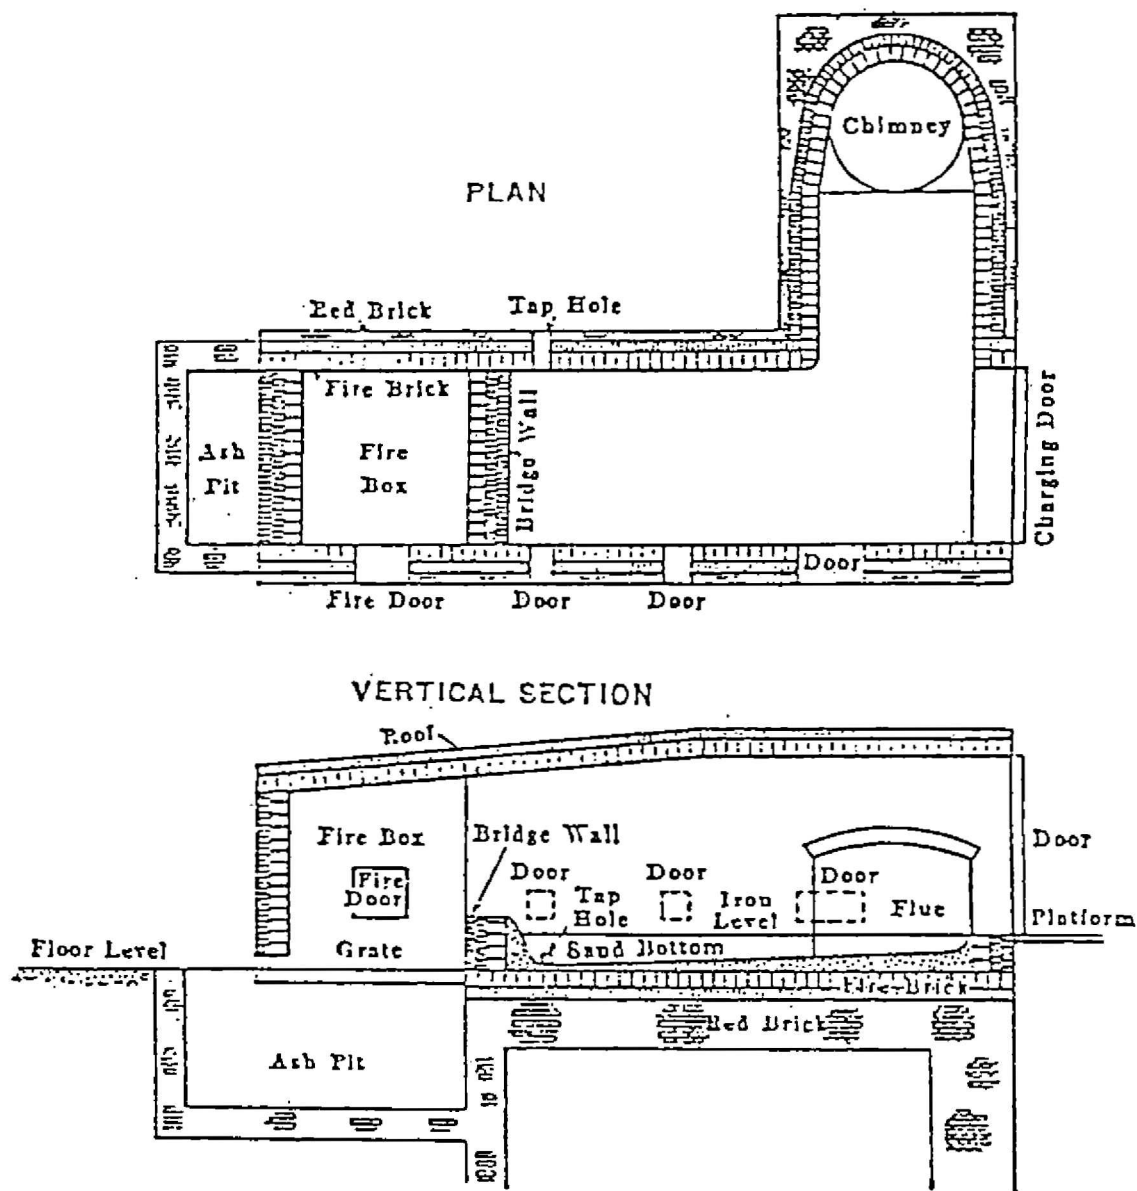 Chimney
PLAN
Red Brick
Tap Hole
Fire Brick
Bridge Wall
Ash
Pit
Fire
Box
Charging Door
Door
Fire Door
Door
Door
VERTICAL SECTION
Roof
Fire Box
Bridge Wall
Door
Door
Door
Door
Fire
Door
Tap
Hole
Iron
Level
Flue
Platform
Floor Level
Grate
Sand Bottom
Fire-Brick
Red Brick
Ash Pit